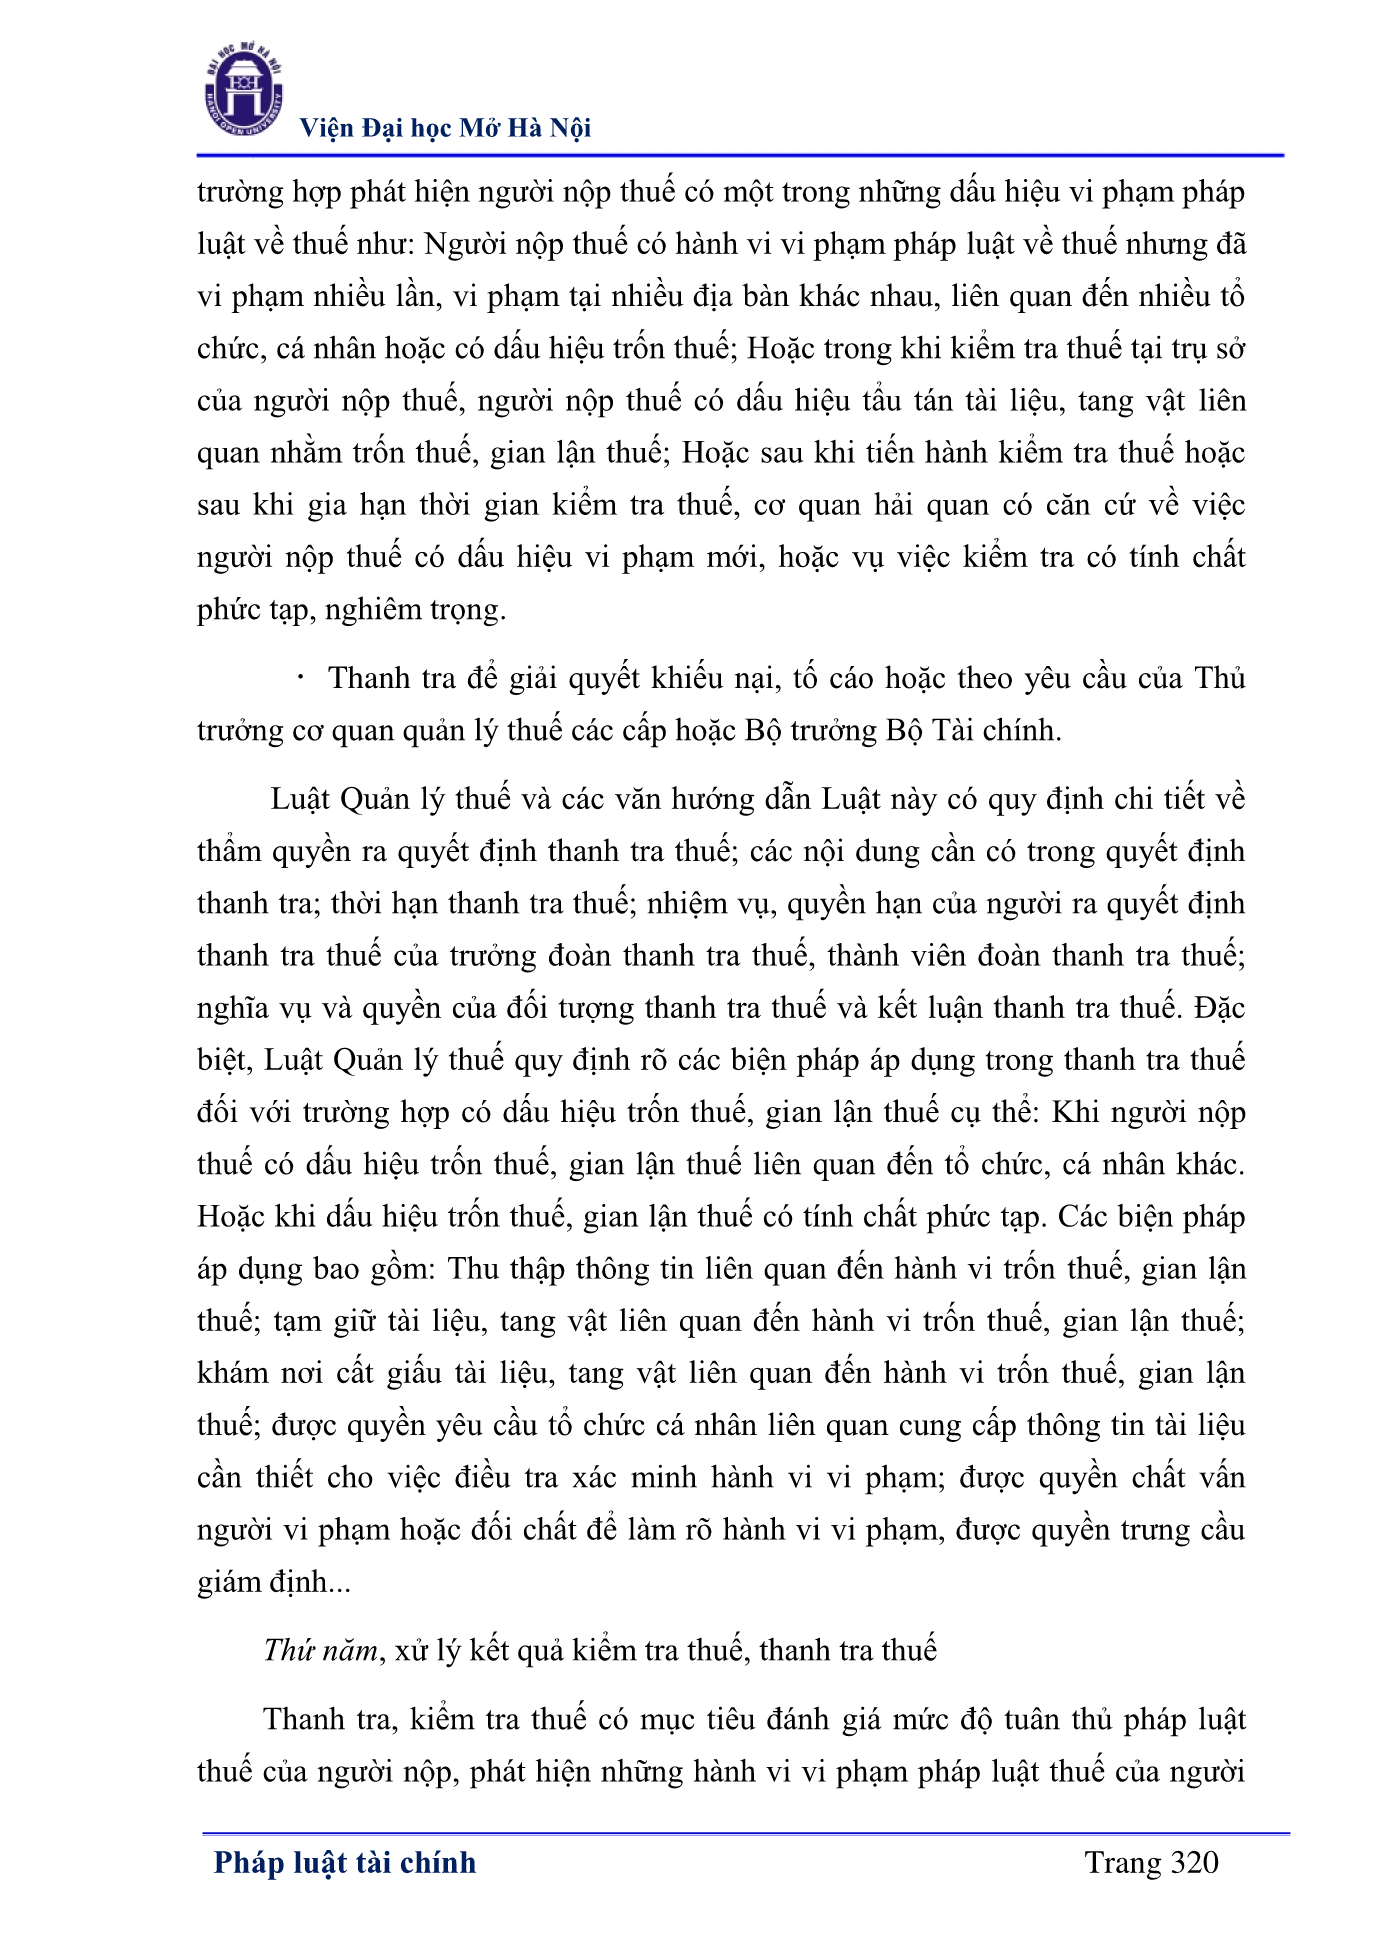 ĐẠI HỌC MỞ HÀ NỘI
HANOI OPEN UNIVERSITY
Viện Đại học Mở Hà Nội
trường hợp phát hiện người nộp thuế có một trong những dấu hiệu vi phạm pháp
luật về thuế như: Người nộp thuế có hành vi vi phạm pháp luật về thuế nhưng đã
vi phạm nhiều lần, vi phạm tại nhiều địa bàn khác nhau, liên quan đến nhiều tổ
chức, cá nhân hoặc có dấu hiệu trốn thuế; Hoặc trong khi kiểm tra thuế tại trụ sở
của người nộp thuế, người nộp thuế có dấu hiệu tẩu tán tài liệu, tang vật liên
quan nhằm trốn thuế, gian lận thuế; Hoặc sau khi tiến hành kiểm tra thuế hoặc
sau khi gia hạn thời gian kiểm tra thuế, cơ quan hải quan có căn cứ về việc
người nộp thuế có dấu hiệu vi phạm mới, hoặc vụ việc kiểm tra có tính chất
phức tạp, nghiêm trọng.
· Thanh tra để giải quyết khiếu nại, tố cáo hoặc theo yêu cầu của Thủ
trưởng cơ quan quản lý thuế các cấp hoặc Bộ trưởng Bộ Tài chính.
Luật Quản lý thuế và các văn hướng dẫn Luật này có quy định chi tiết về
thẩm quyền ra quyết định thanh tra thuế; các nội dung cần có trong quyết định
thanh tra; thời hạn thanh tra thuế; nhiệm vụ, quyền hạn của người ra quyết định
thanh tra thuế của trưởng đoàn thanh tra thuế, thành viên đoàn thanh tra thuế;
nghĩa vụ và quyền của đối tượng thanh tra thuế và kết luận thanh tra thuế. Đặc
biệt, Luật Quản lý thuế quy định rõ các biện pháp áp dụng trong thanh tra thuế
đối với trường hợp có dấu hiệu trốn thuế, gian lận thuế cụ thể: Khi người nộp
thuế có dấu hiệu trốn thuế, gian lận thuế liên quan đến tổ chức, cá nhân khác.
Hoặc khi dấu hiệu trốn thuế, gian lận thuế có tính chất phức tạp. Các biện pháp
áp dụng bao gồm: Thu thập thông tin liên quan đến hành vi trốn thuế, gian lận
thuế; tạm giữ tài liệu, tang vật liên quan đến hành vi trốn thuế, gian lận thuế;
khám nơi cất giấu tài liệu, tang vật liên quan đến hành vi trốn thuế, gian lận
thuế; được quyền yêu cầu tổ chức cá nhân liên quan cung cấp thông tin tài liệu
cần thiết cho việc điều tra xác minh hành vi vi phạm; được quyền chất vấn
người vi phạm hoặc đối chất để làm rõ hành vi vi phạm, được quyền trưng cầu
giám định...
Thứ năm, xử lý kết quả kiểm tra thuế, thanh tra thuế
Thanh tra, kiểm tra thuế có mục tiêu đánh giá mức độ tuân thủ pháp luật
thuế của người nộp, phát hiện những hành vi vi phạm pháp luật thuế của người
Pháp luật tài chính
Trang 320